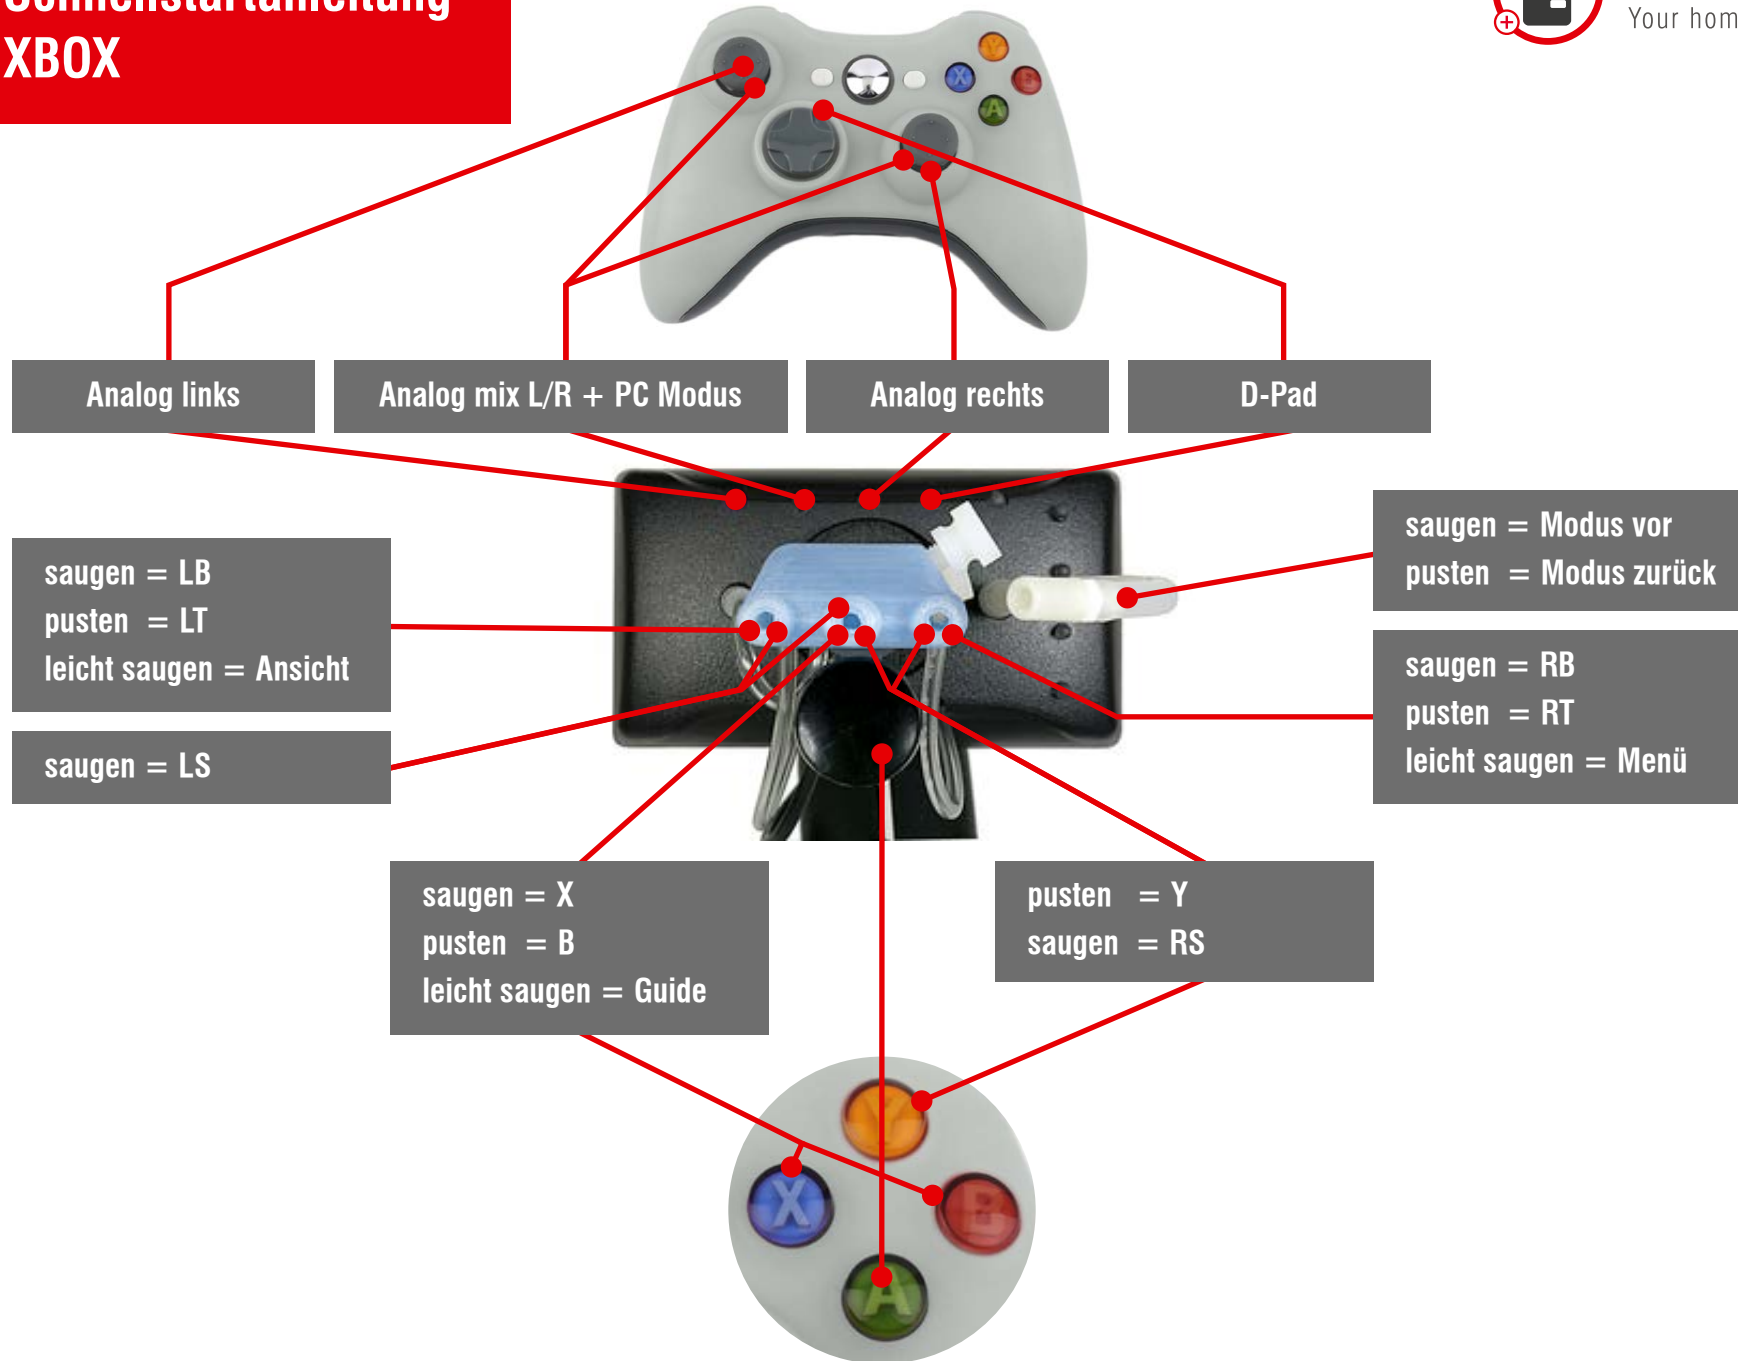 XBOX
Your hom
Y
X
B
A
Analog links
Analog mix L/R + PC Modus
Analog rechts
D-Pad
saugen = LB
pusten = LT
leicht saugen = Ansicht
saugen = LS
saugen = Modus vor
pusten = Modus zurück
saugen = RB
pusten = RT
leicht saugen = Menü
saugen = X
pusten = B
leicht saugen = Guide
pusten = Y
saugen = RS
Y
X
B
A